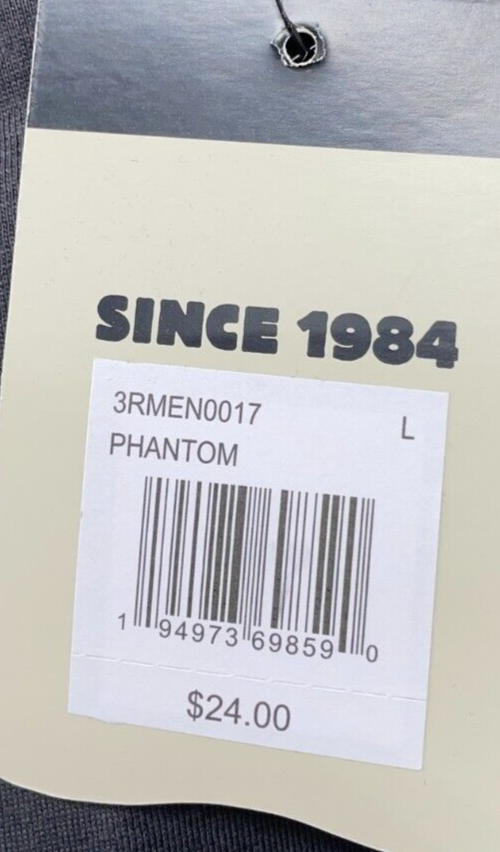 SINCE 1984
3RMEN0017
L
PHANTOM
1 94973 69859 0
$24.00